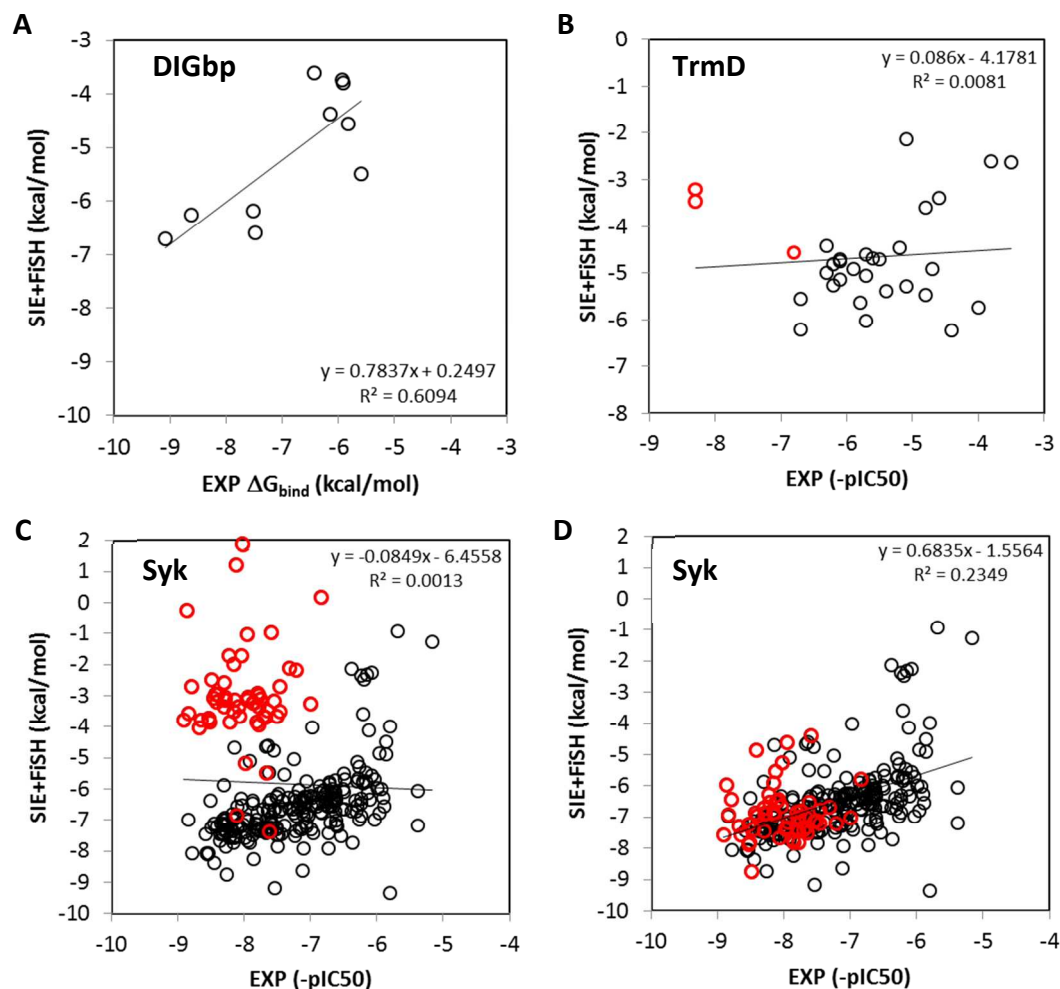 A
DIGbp
-3
-4
-5
-6
-7
-8
-9
-10
SIE+FiSH (kcal/mol)
y = 0.7837x + 0.2497
R² = 0.6094
-10 -9 -8 -7 -6 -5 -4 -3
EXP ΔGbind (kcal/mol)
B
TrmD
y = 0.086x - 4.1781
R² = 0.0081
0
-1
-2
-3
-4
-5
-6
-7
-8
SIE+FiSH (kcal/mol)
-9 -8 -7 -6 -5 -4 -3
EXP (-pIC50)
C
Syk
y = -0.0849x - 6.4558
R² = 0.0013
2
1
0
-1
-2
-3
-4
-5
-6
-7
-8
-9
-10
SIE+FiSH (kcal/mol)
-10 -9 -8 -7 -6 -5 -4
EXP (-pIC50)
D
Syk
y = 0.6835x - 1.5564
R² = 0.2349
2
1
0
-1
-2
-3
-4
-5
-6
-7
-8
-9
-10
SIE+FiSH (kcal/mol)
-10 -9 -8 -7 -6 -5 -4
EXP (-pIC50)